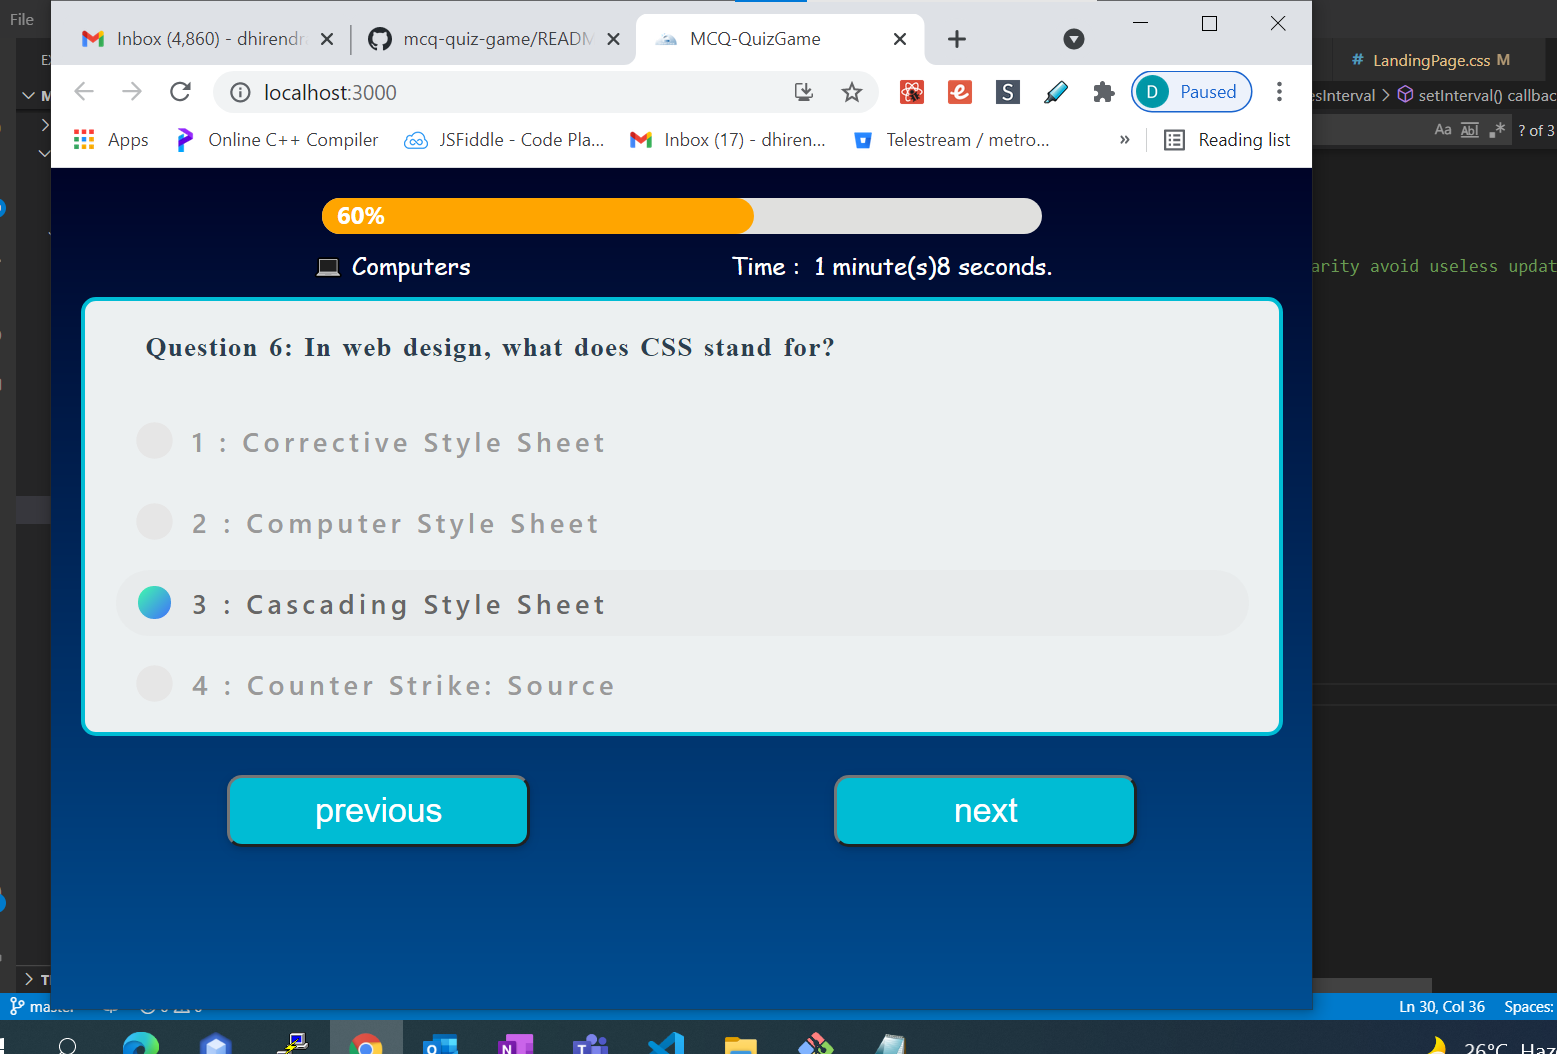 File
Inbox (4,860) - dhirendr
mcq-quiz-game/READM
MCQ-QuizGame
# LandingPage.css M
localhost:3000
S
D Paused
esInterval > setInterval() callbac
Aa Abl .* ? of 3
Apps
Online C++ Compiler
JSFiddle - Code Pla...
Inbox (17) - dhiren...
Telestream / metro...
»
Reading list
60%
Computers
Time : 1 minute(s)8 seconds.
arity avoid useless updat
Question 6: In web design, what does CSS stand for?
1 : Corrective Style Sheet
2 : Computer Style Sheet
3 : Cascading Style Sheet
4 : Counter Strike: Source
previous
next
Ln 30, Col 36
Spaces:
26°C Haz